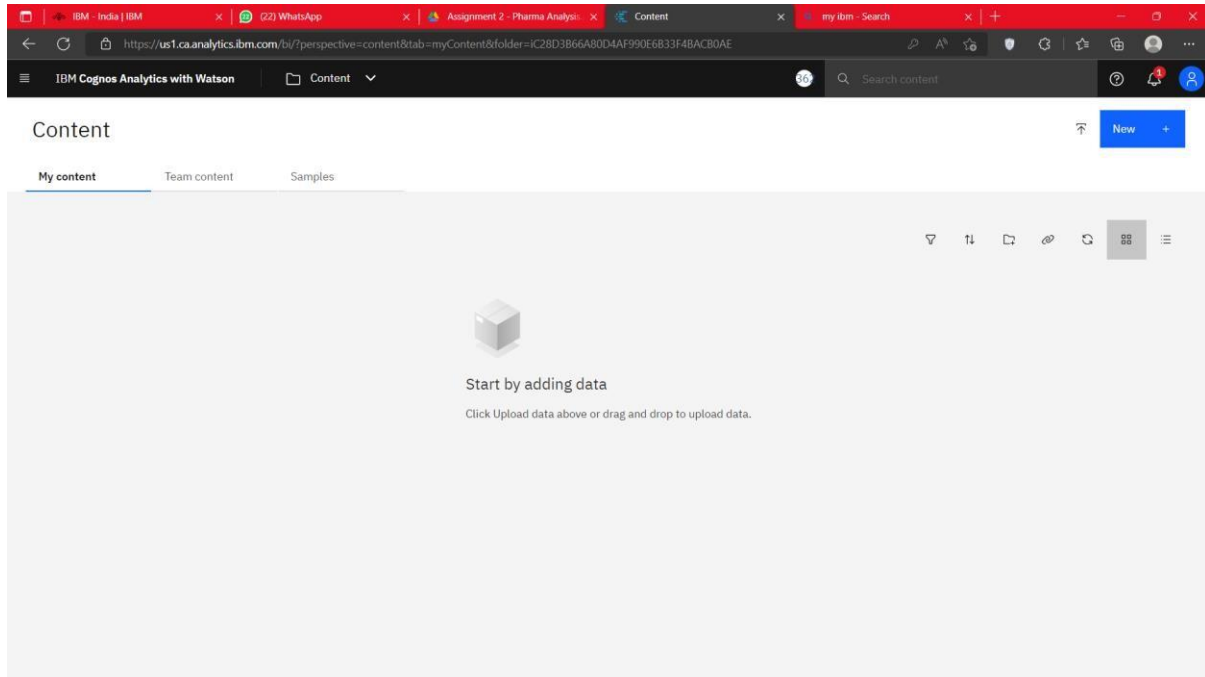 IBM - India | IBM
(22) WhatsApp
Assignment 2 - Pharma Analysis
Content
my ibm - Search
https://us1.ca.analytics.ibm.com/bi/?perspective=content&tab=myContent&folder=iC28D3B66A80D4AF990E6B33F4BACB0AE
IBM Cognos Analytics with Watson
Content
Search content
1
Content
New +
My content
Team content
Samples
Start by adding data
Click Upload data above or drag and drop to upload data.